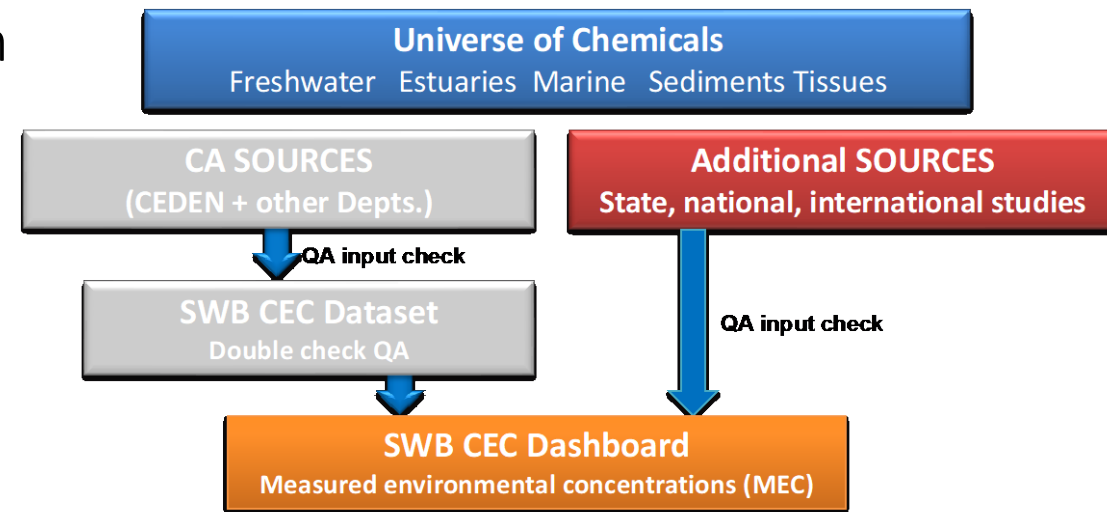 Universe of Chemicals
Freshwater Estuaries Marine Sediments Tissues
CA SOURCES
(CEDEN + other Depts.)
Additional SOURCES
State, national, international studies
QA input check
SWB CEC Dataset
Double check QA
QA input check
SWB CEC Dashboard
Measured environmental concentrations (MEC)